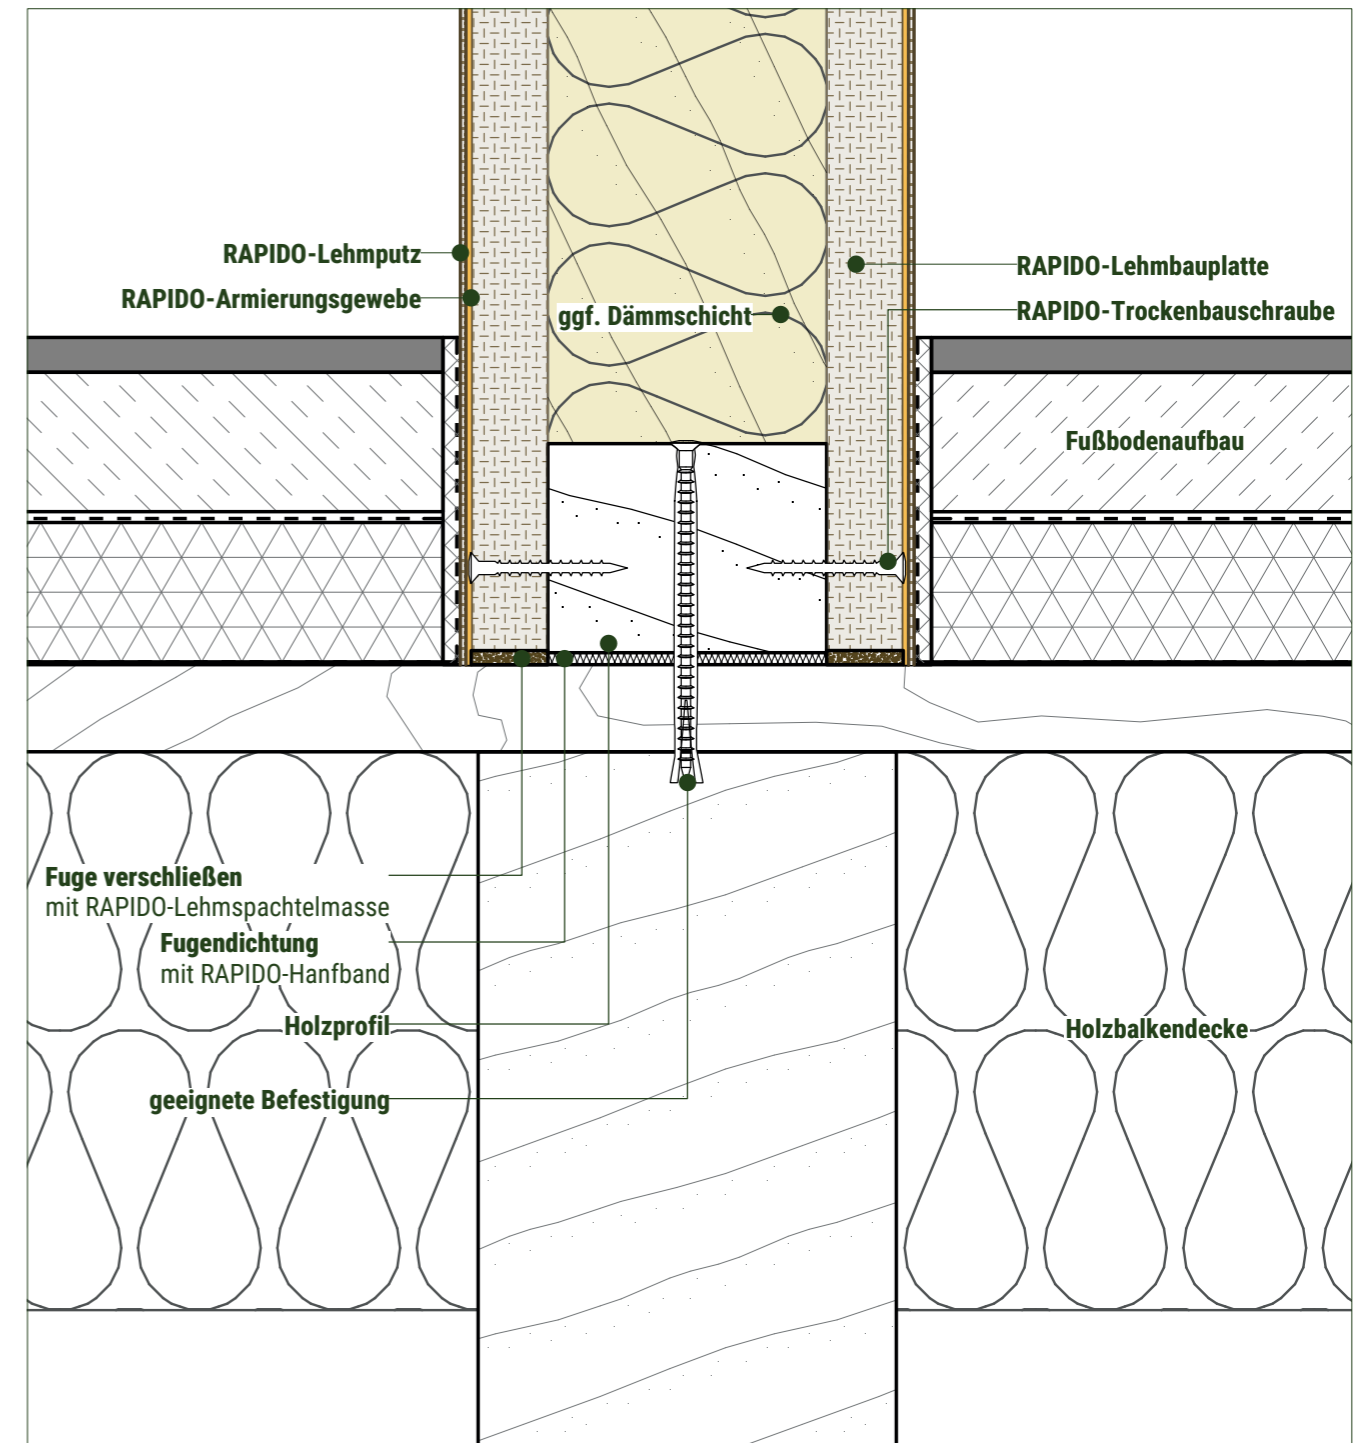 RAPIDO-Lehmputz
RAPIDO-Armierungsgewebe
ggf. Dämmschicht
RAPIDO-Lehmbauplatte
RAPIDO-Trockenbauschraube
Fußbodenaufbau
Fuge verschließen
mit RAPIDO-Lehmspachtelmasse
Fugendichtung
mit RAPIDO-Hanfband
Holzprofil
geeignete Befestigung
Holzbalkendecke